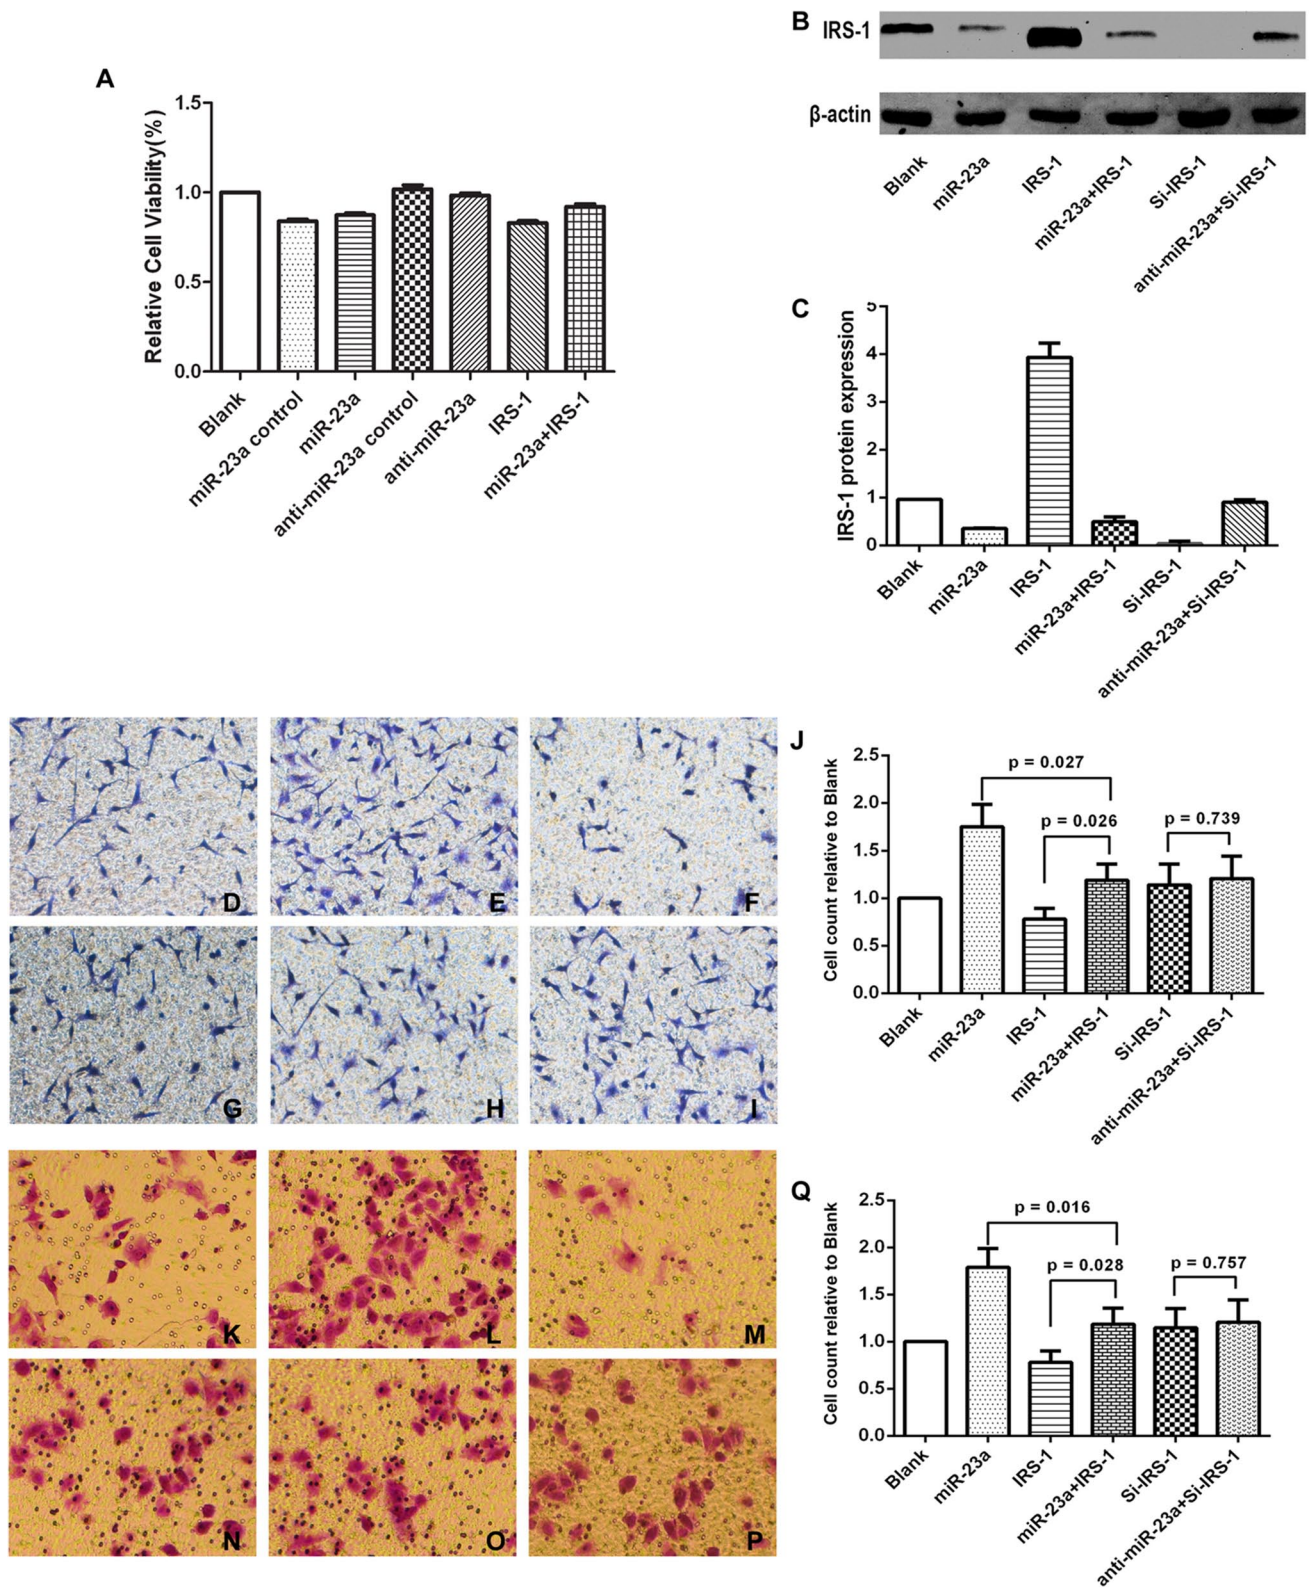 A
Relative Cell Viability(%)
1.5
1.0
0.5
0.0
Blank
miR-23a control
miR-23a
anti-miR-23a control
anti-miR-23a
IRS-1
miR-23a+IRS-1
B
IRS-1
β-actin
Blank
miR-23a
IRS-1
miR-23a+IRS-1
Si-IRS-1
anti-miR-23a+Si-IRS-1
C
IRS-1 protein expression
5
4
3
2
1
0
Blank
miR-23a
IRS-1
miR-23a+IRS-1
Si-IRS-1
anti-miR-23a+Si-IRS-1
D
E
F
G
H
I
J
Cell count relative to Blank
2.5
2.0
1.5
1.0
0.5
0.0
p = 0.027
p = 0.026
p = 0.739
Blank
miR-23a
IRS-1
miR-23a+IRS-1
Si-IRS-1
anti-miR-23a+Si-IRS-1
K
L
M
N
O
P
Q
Cell count relative to Blank
2.5
2.0
1.5
1.0
0.5
0.0
p = 0.016
p = 0.028
p = 0.757
Blank
miR-23a
IRS-1
miR-23a+IRS-1
Si-IRS-1
anti-miR-23a+Si-IRS-1